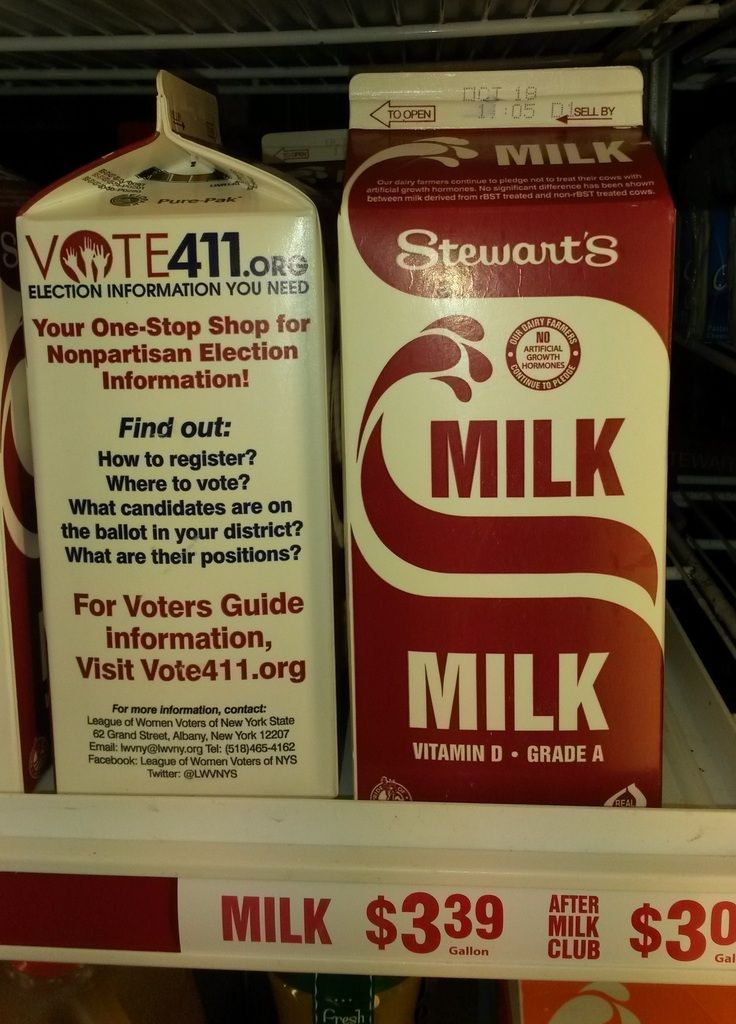 Pure-Pak
VOTE411.ORG
ELECTION INFORMATION YOU NEED
Your One-Stop Shop for
Nonpartisan Election
Information!
Find out:
How to register?
Where to vote?
What candidates are on
the ballot in your district?
What are their positions?
For Voters Guide
information,
Visit Vote411.org
For more information, contact:
League of Women Voters of New York State
62 Grand Street, Albany, New York 12207
Email: lwvny@lwvny.org Tel: (518)465-4162
Facebook: League of Women Voters of NYS
Twitter: @LWVNYS
TO OPEN
OCT 18
SELL BY
MILK
Our dairy farmers continue to pledge not to treat their cows with
artificial growth hormones. No significant difference has been shown
between milk derived from rBST treated and non-rBST treated cows.
Stewart's
OUR DAIRY FARMERS
NO
ARTIFICIAL
GROWTH
HORMONES
CONTINUE TO PLEDGE
MILK
MILK
VITAMIN D • GRADE A
REAL
MILK $3.39
Gallon
AFTER
MILK
CLUB
$30
Gal
Fresh